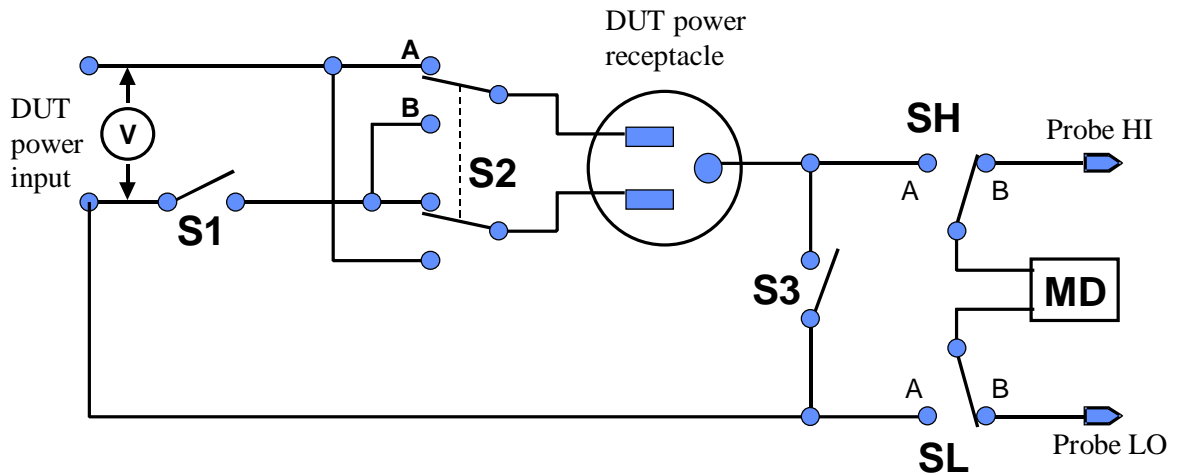 DUT power
receptacle
A
DUT
power
input
V
B
S1
S2
SH
Probe HI
A
B
S3
MD
A
B
SL
Probe LO